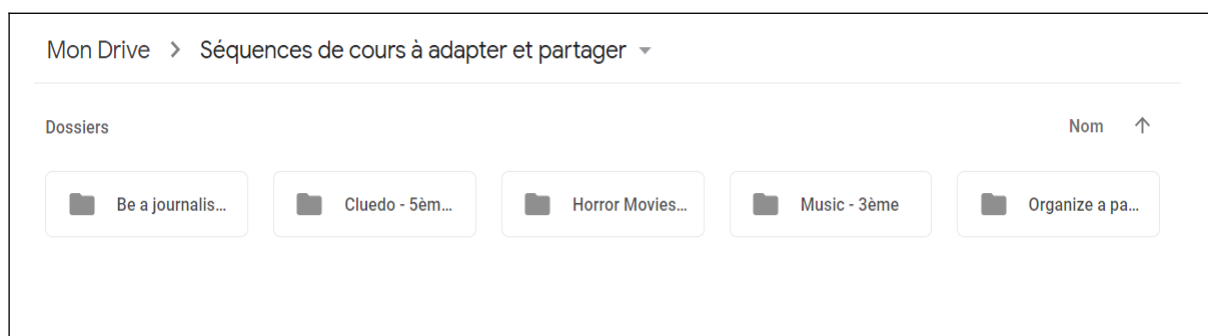 Mon Drive > Séquences de cours à adapter et partager
Dossiers Nom
Be a journalis... Cluedo - 5èm... Horror Movies... Music - 3ème Organize a pa...